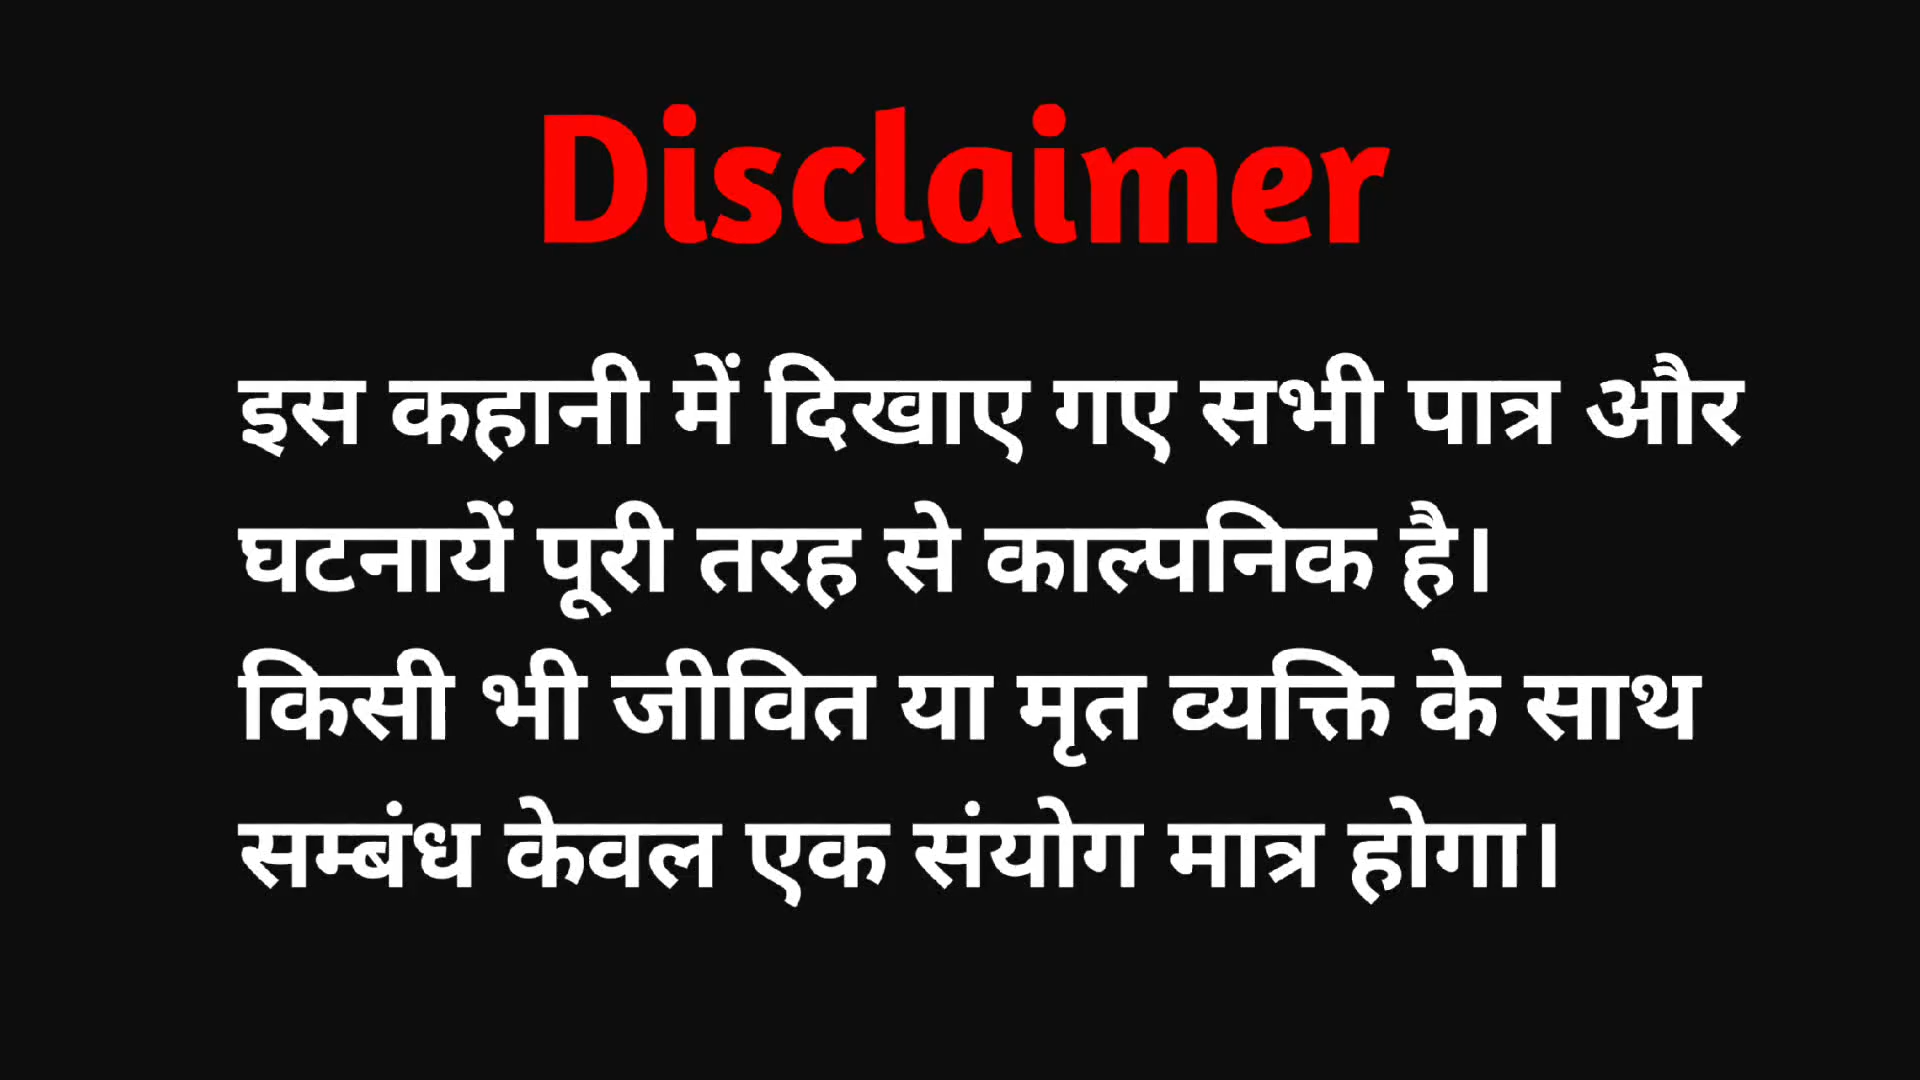 Disclaimer
इस कहानी में दिखाए गए सभी पात्र और
घटनायें पूरी तरह से काल्पनिक है।
किसी भी जीवित या मृत व्यक्ति के साथ
सम्बंध केवल एक संयोग मात्र होगा।